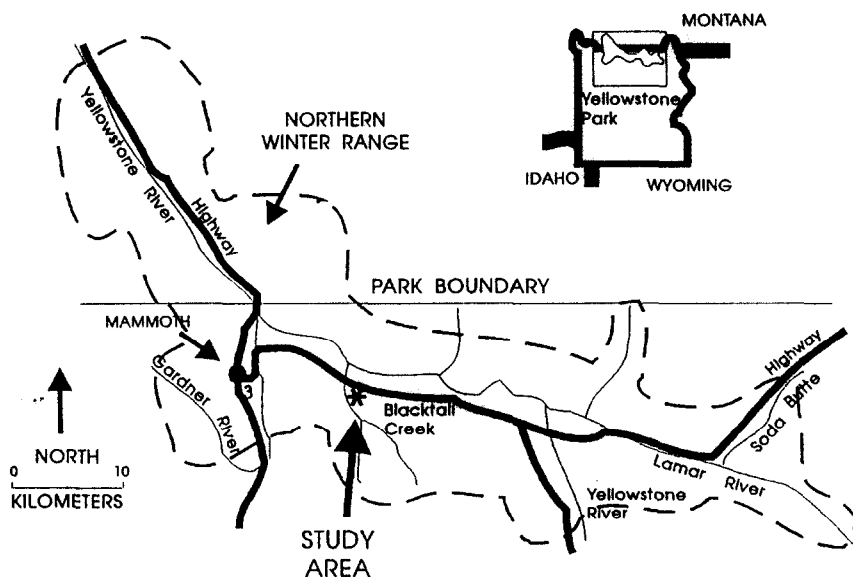 MONTANA
Yellowstone
Park
IDAHO
WYOMING
NORTHERN
WINTER RANGE
Yellowstone River
Highway
PARK BOUNDARY
MAMMOTH
Gardner
River
3
Highway
Soda Butte
Blacktail
Creek
NORTH
0 10
KILOMETERS
Lamar River
Yellowstone
River
STUDY
AREA